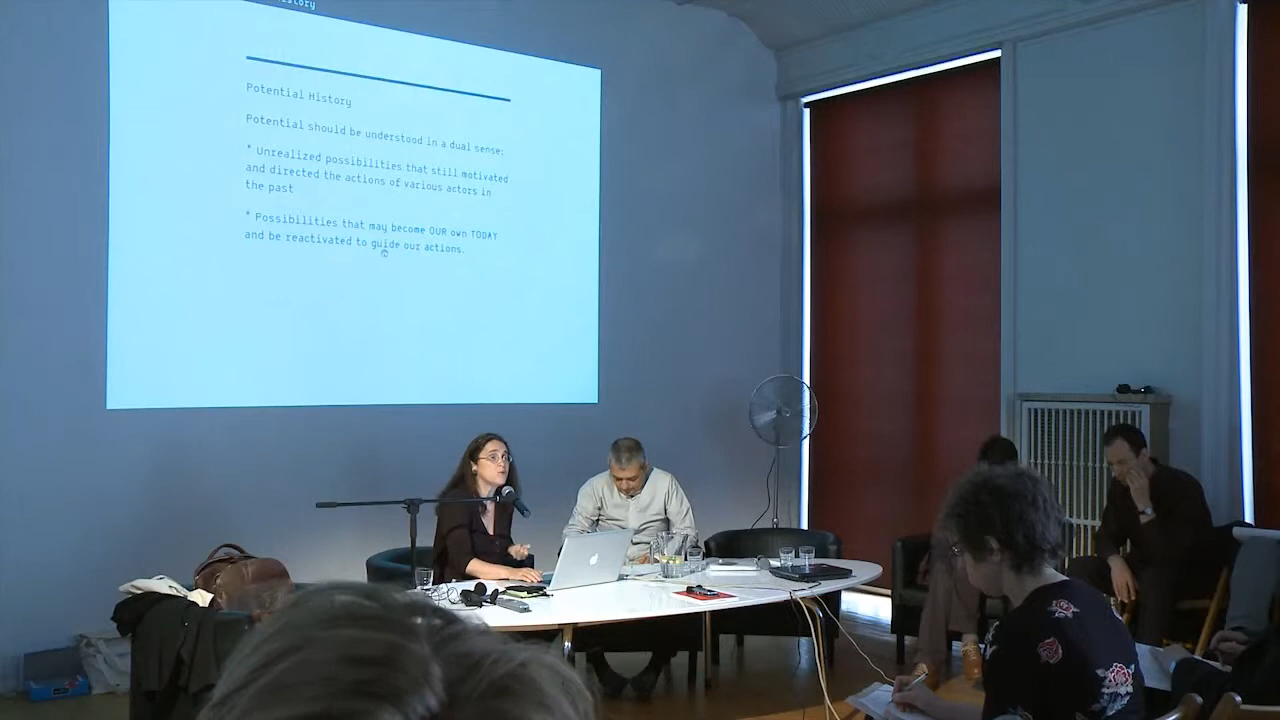 History
Potential History
Potential should be understood in a dual sense:
* Unrealized possibilities that still motivated
and directed the actions of various actors in
the past
* Possibilities that may become OUR own TODAY
and be reactivated to guide our actions.